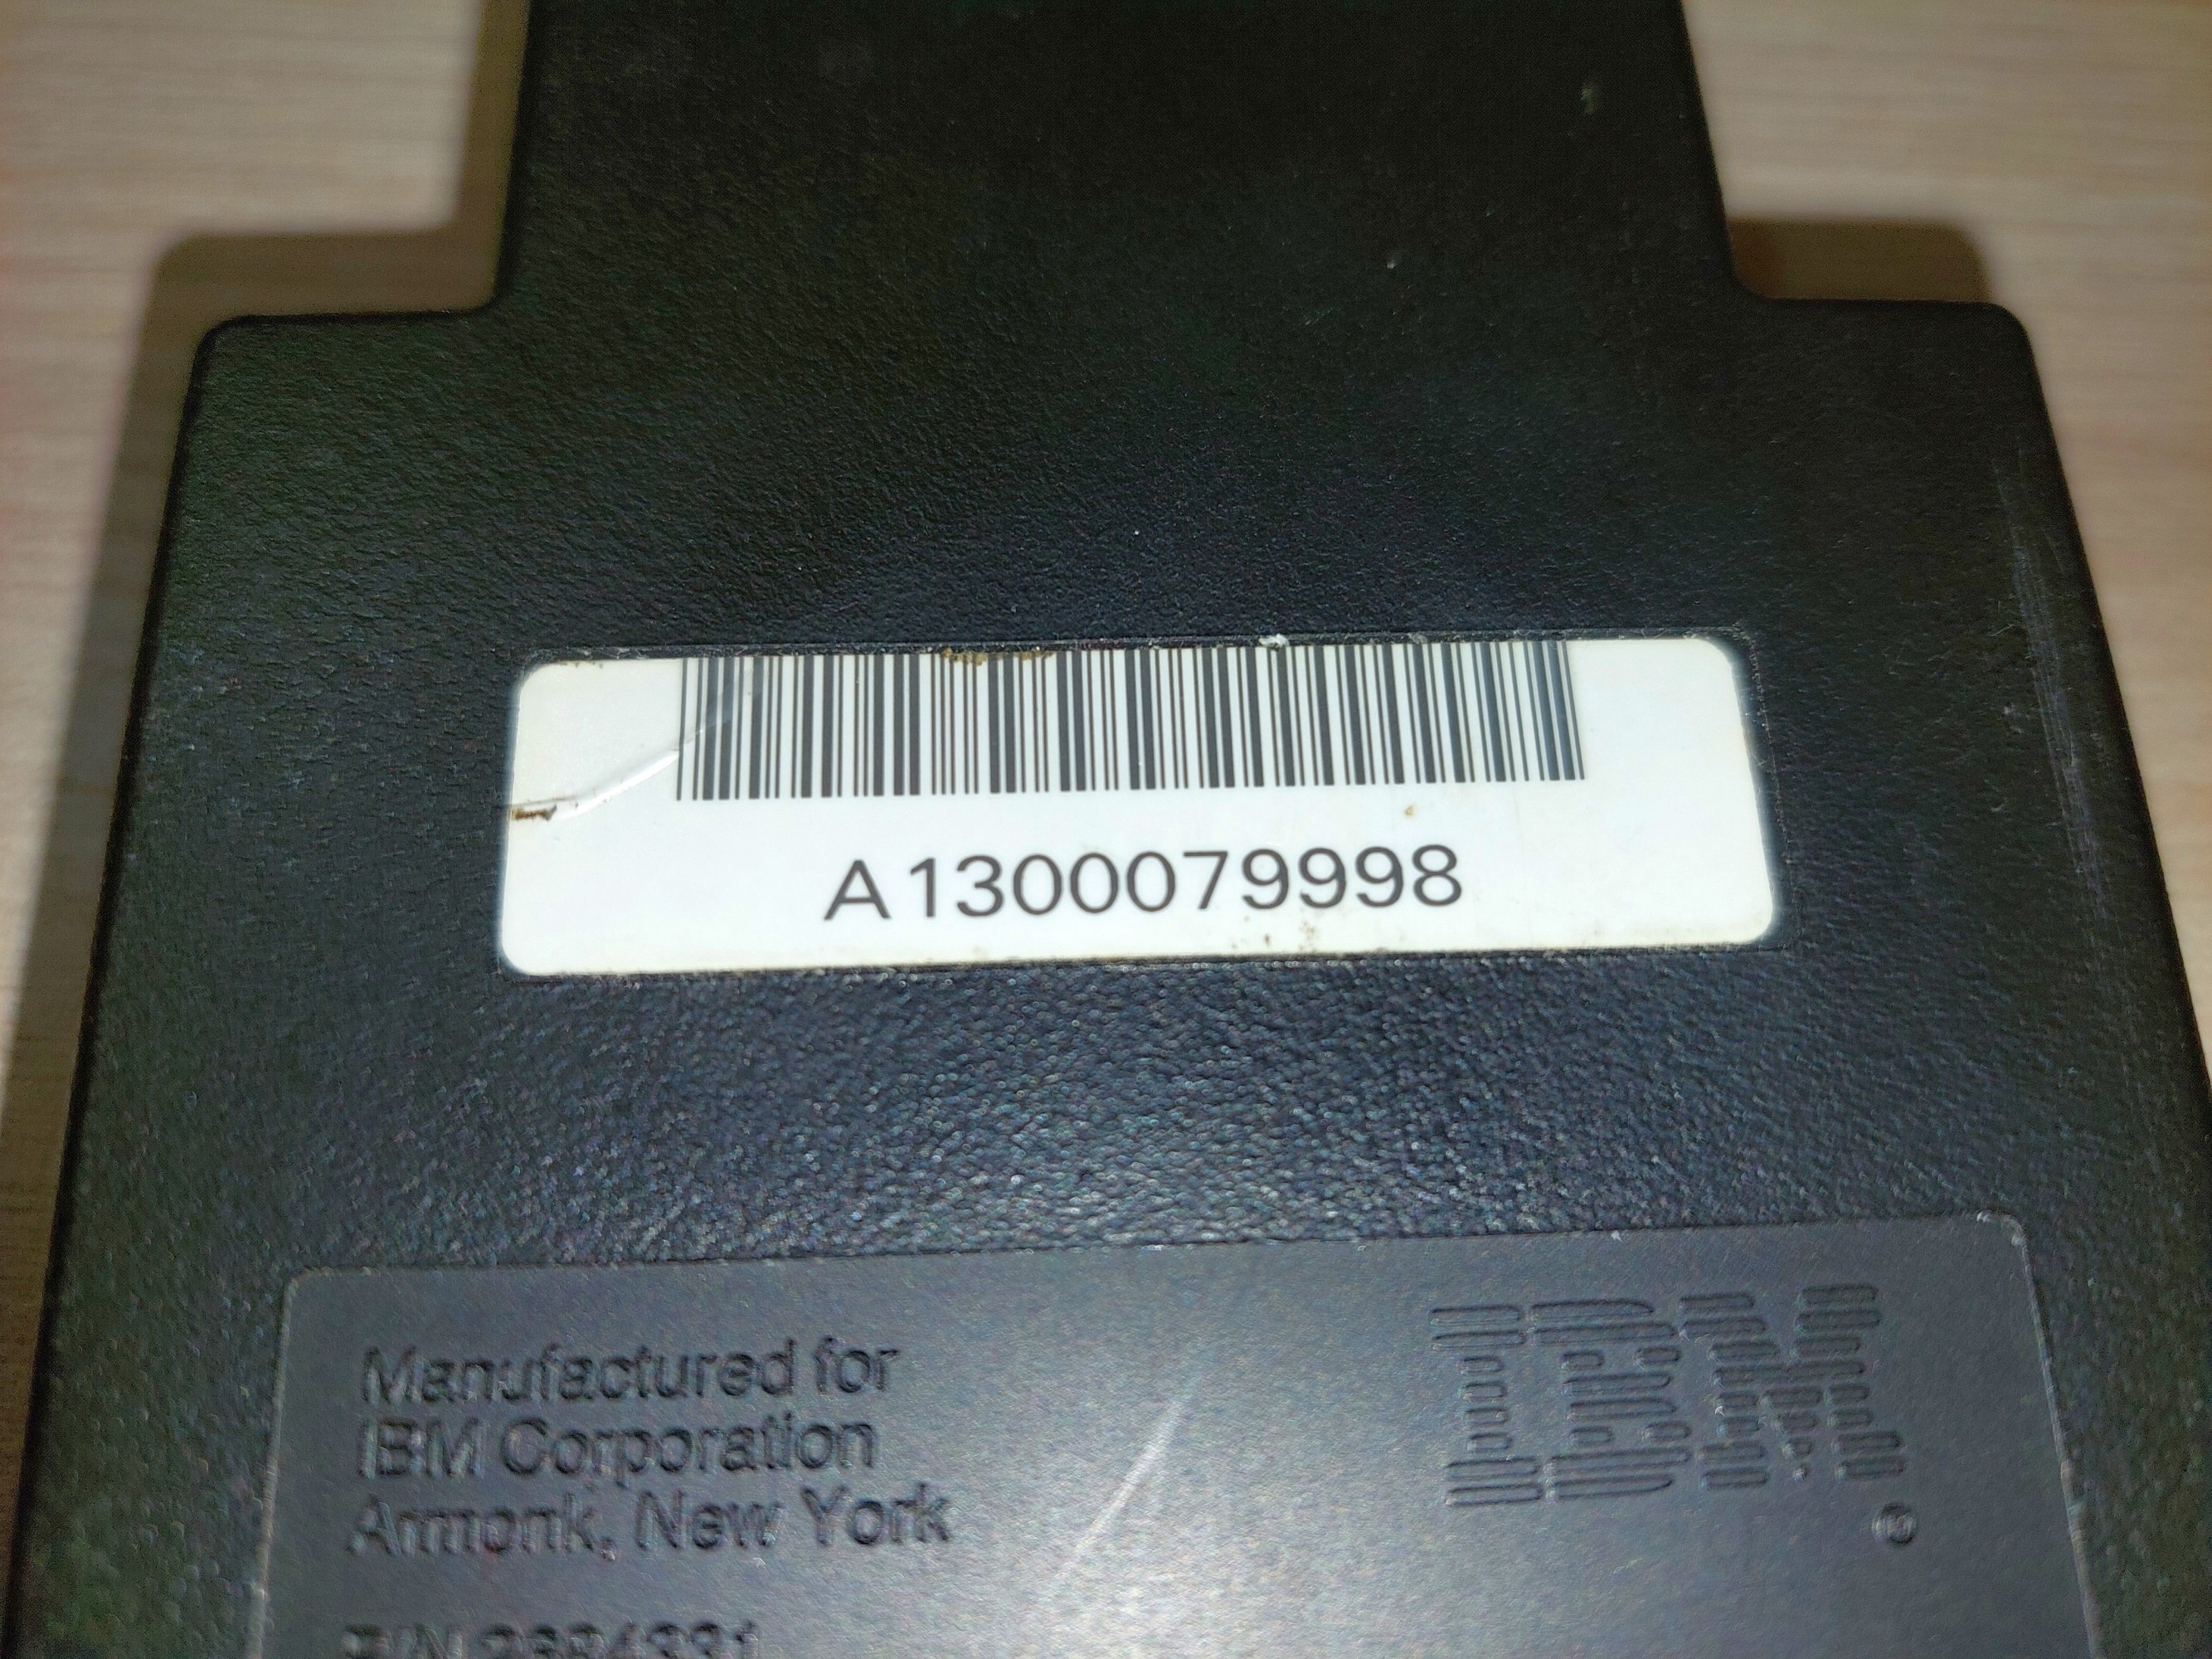 A1300079998
IBM
®
Manufactured for
IBM Corporation
Armonk, New York
P/N